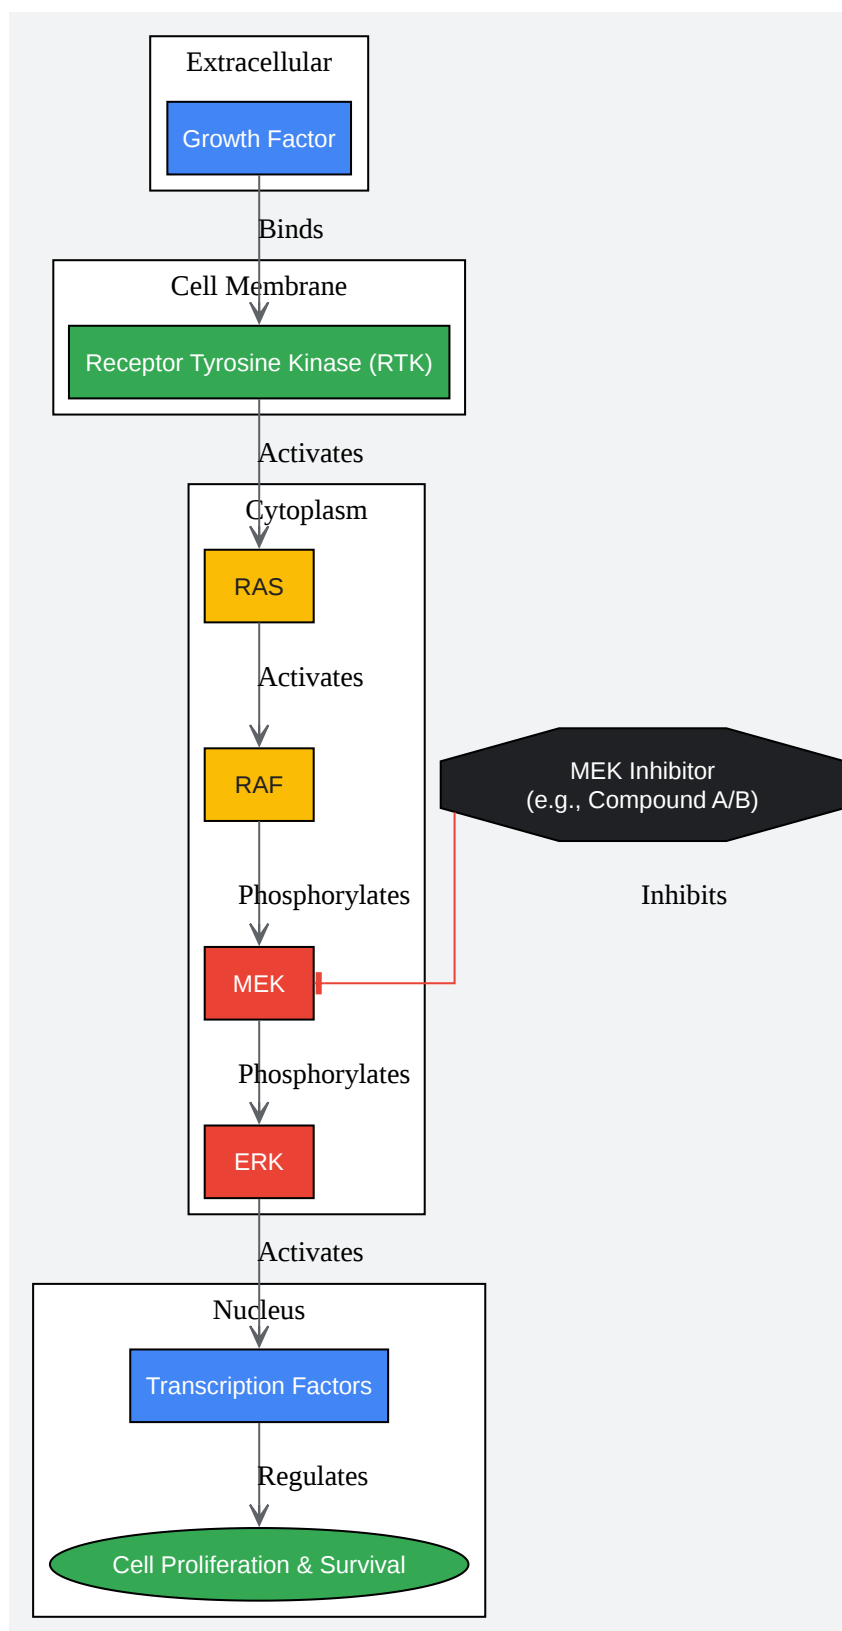 Extracellular
Growth Factor
Binds
Cell Membrane
Receptor Tyrosine Kinase (RTK)
Activates
Cytoplasm
RAS
Activates
RAF
MEK Inhibitor
(e.g., Compound A/B)
Phosphorylates
Inhibits
MEK
Phosphorylates
ERK
Activates
Nucleus
Transcription Factors
Regulates
Cell Proliferation & Survival